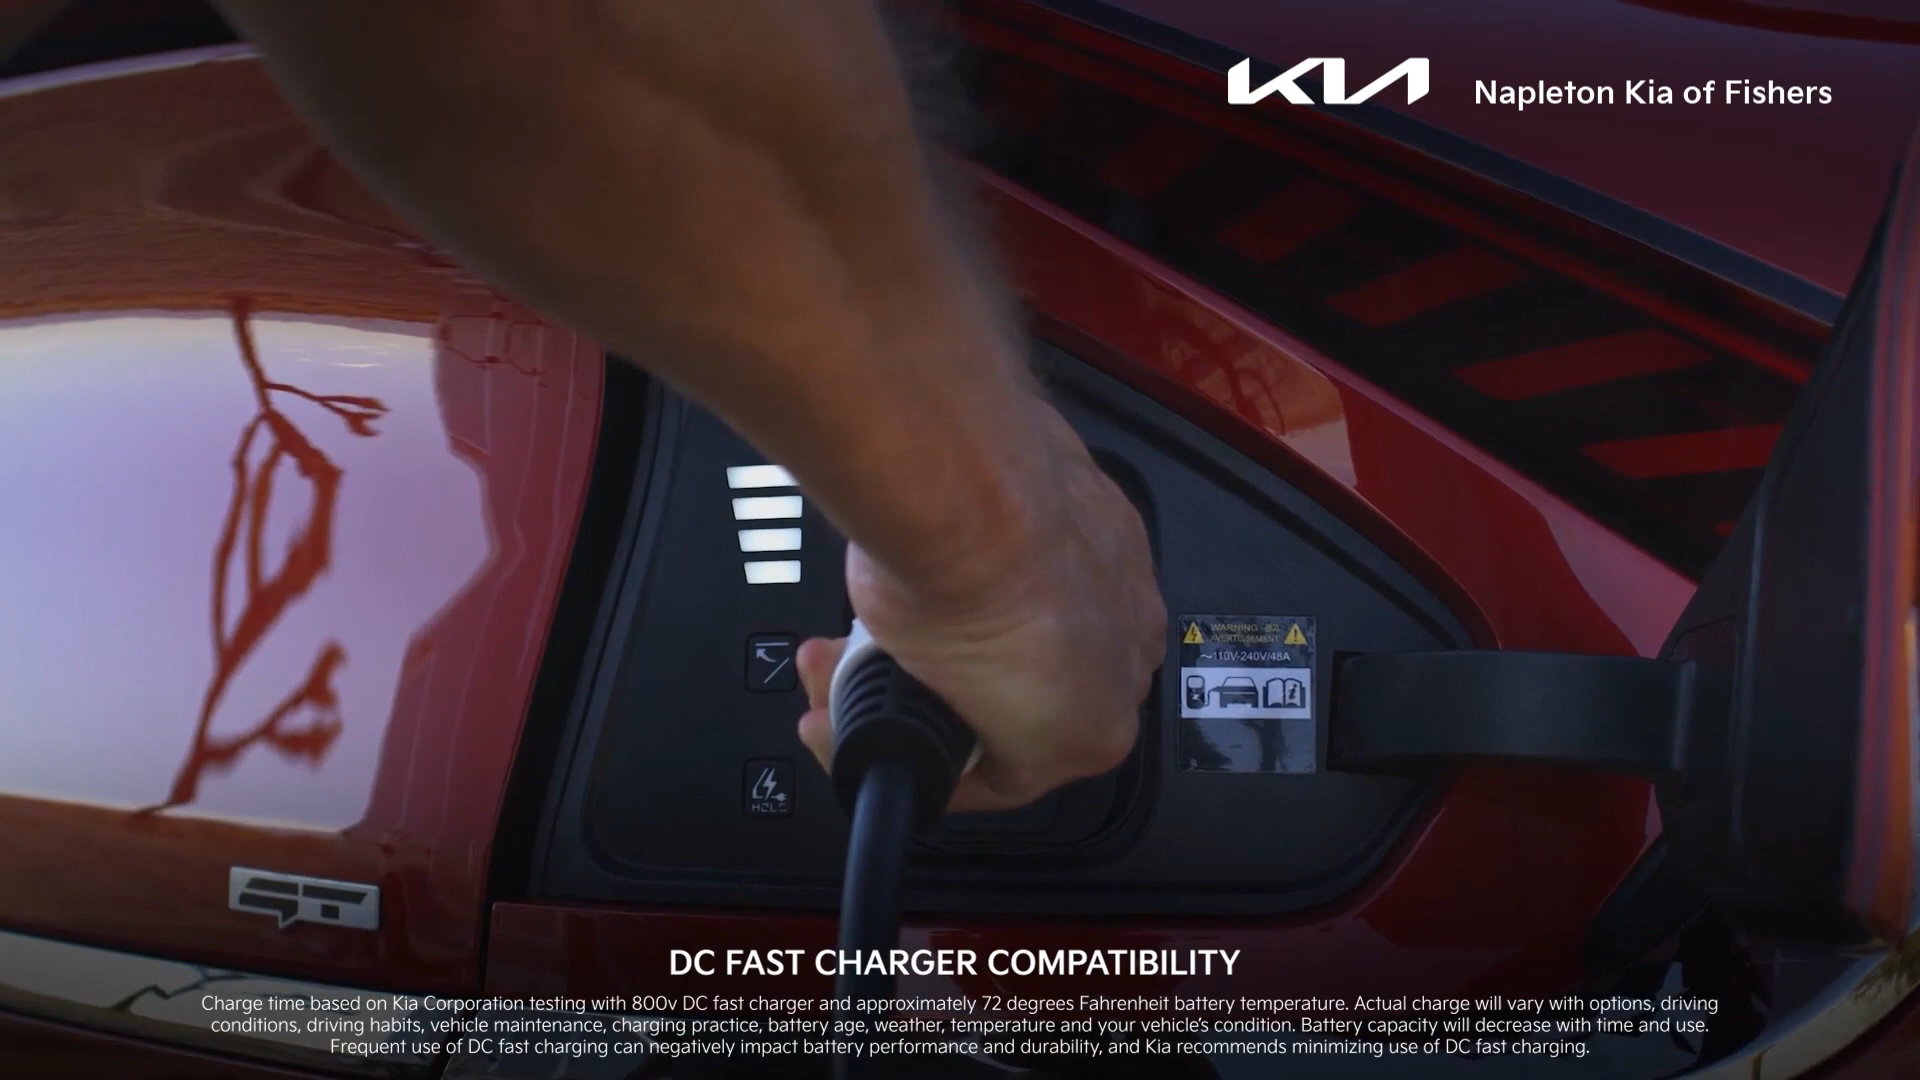 KIA Napleton Kia of Fishers
WARNING
AVERTISSEMENT
~110V-240V/48A
HOLD
GT
DC FAST CHARGER COMPATIBILITY
Charge time based on Kia Corporation testing with 800v DC fast charger and approximately 72 degrees Fahrenheit battery temperature. Actual charge will vary with options, driving
conditions, driving habits, vehicle maintenance, charging practice, battery age, weather, temperature and your vehicle's condition. Battery capacity will decrease with time and use.
Frequent use of DC fast charging can negatively impact battery performance and durability, and Kia recommends minimizing use of DC fast charging.